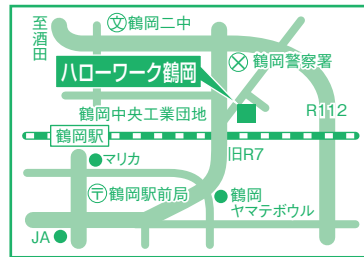 至酒田
文鶴岡二中
ハローワーク鶴岡
鶴岡警察署
鶴岡中央工業団地
R112
鶴岡駅
旧R7
マリカ
〒鶴岡駅前局
鶴岡
ヤマテボウル
JA